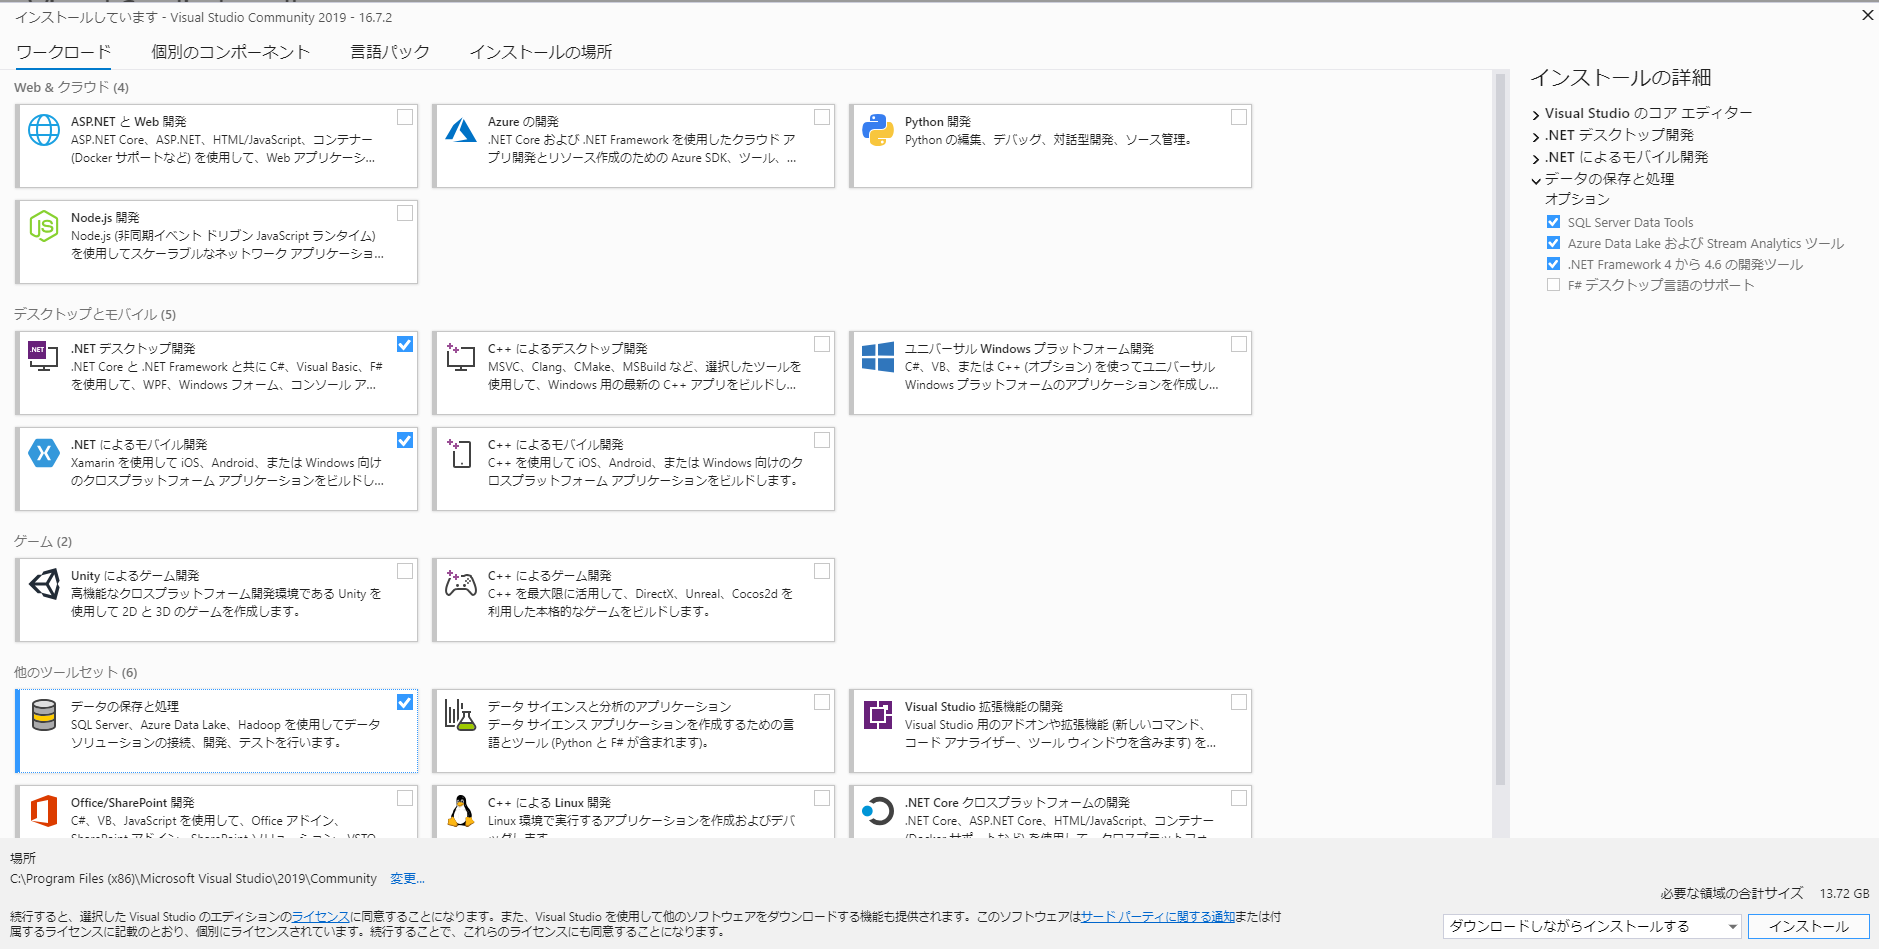 インストールしています - Visual Studio Community 2019 - 16.7.2
ワークロード 個別のコンポーネント 言語パック インストールの場所
Web & クラウド (4)
ASP.NET と Web 開発
ASP.NET Core、ASP.NET、HTML/JavaScript、コンテナー
(Docker サポートなど) を使用して、Web アプリケーシ...
Azure の開発
.NET Core および .NET Framework を使用したクラウド ア
プリ開発とリソース作成のための Azure SDK、ツール、...
Python 開発
Python の編集、デバッグ、対話型開発、ソース管理。
Node.js 開発
Node.js (非同期イベント ドリブン JavaScript ランタイム)
を使用してスケーラブルなネットワーク アプリケーショ...
デスクトップとモバイル (5)
.NET デスクトップ開発
.NET Core と .NET Framework と共に C#、Visual Basic、F#
を使用して、WPF、Windows フォーム、コンソール ア...
C++ によるデスクトップ開発
MSVC、Clang、CMake、MSBuild など、選択したツールを
使用して、Windows 用の最新の C++ アプリをビルドし...
ユニバーサル Windows プラットフォーム開発
C#、VB、または C++ (オプション) を使ってユニバーサル
Windows プラットフォームのアプリケーションを作成し...
.NET によるモバイル開発
Xamarin を使用して iOS、Android、または Windows 向け
のクロスプラットフォーム アプリケーションをビルドし...
C++ によるモバイル開発
C++ を使用して iOS、Android、または Windows 向けのク
ロスプラットフォーム アプリケーションをビルドします。
ゲーム (2)
Unity によるゲーム開発
高機能なクロスプラットフォーム開発環境である Unity を
使用して 2D と 3D のゲームを作成します。
C++ によるゲーム開発
C++ を最大限に活用して、DirectX、Unreal、Cocos2d を
利用した本格的なゲームをビルドします。
他のツールセット (6)
データの保存と処理
SQL Server、Azure Data Lake、Hadoop を使用してデータ
ソリューションの接続、開発、テストを行います。
データ サイエンスと分析のアプリケーション
データ サイエンス アプリケーションを作成するための言
語とツール (Python と F# が含まれます)。
Visual Studio 拡張機能の開発
Visual Studio 用のアドオンや拡張機能 (新しいコマンド、
コード アナライザー、ツール ウィンドウを含みます) を...
Office/SharePoint 開発
C#、VB、JavaScript を使用して、Office アドイン、
SharePoint アドイン、SharePoint ソリューション、VSTO
C++ による Linux 開発
Linux 環境で実行するアプリケーションを作成およびデバ
ッグします。
.NET Core クロスプラットフォームの開発
.NET Core、ASP.NET Core、HTML/JavaScript、コンテナー
(Docker サポートなど) を使用して、クロスプラットフォ
インストールの詳細
Visual Studio のコア エディター
.NET デスクトップ開発
.NET によるモバイル開発
データの保存と処理
オプション
SQL Server Data Tools
Azure Data Lake および Stream Analytics ツール
.NET Framework 4 から 4.6 の開発ツール
F# デスクトップ言語のサポート
場所
C:\Program Files (x86)\Microsoft Visual Studio\2019\Community 変更...
必要な領域の合計サイズ 13.72 GB
続行すると、選択した Visual Studio のエディションのライセンスに同意することになります。また、Visual Studio を使用して他のソフトウェアをダウンロードする機能も提供されます。このソフトウェアはサード パーティに関する通知または付
属するライセンスに記載のとおり、個別にライセンスされています。続行することで、これらのライセンスにも同意することになります。
ダウンロードしながらインストールする インストール